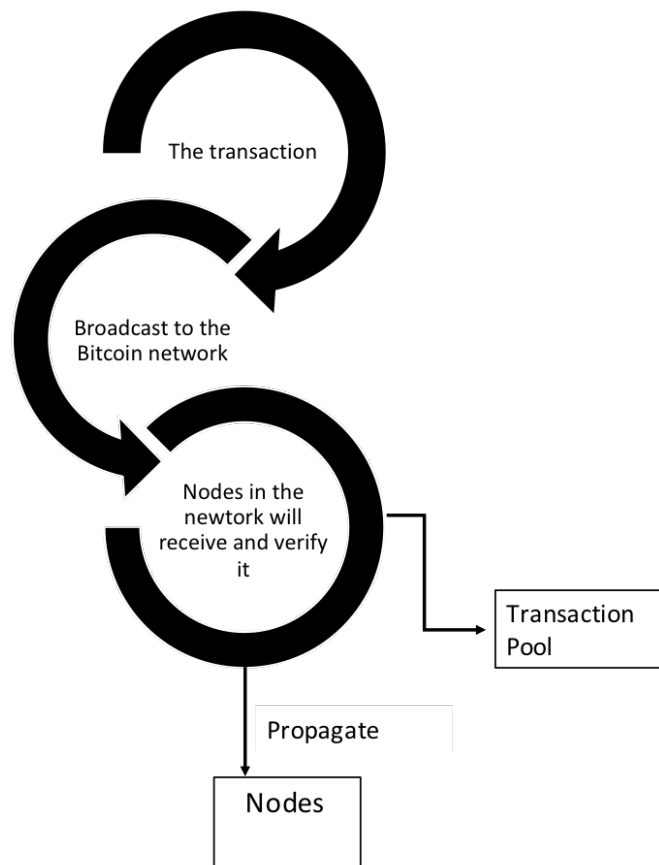 The transaction
Broadcast to the
Bitcoin network
Nodes in the
newtork will
receive and verify
it
Transaction
Pool
Propagate
Nodes